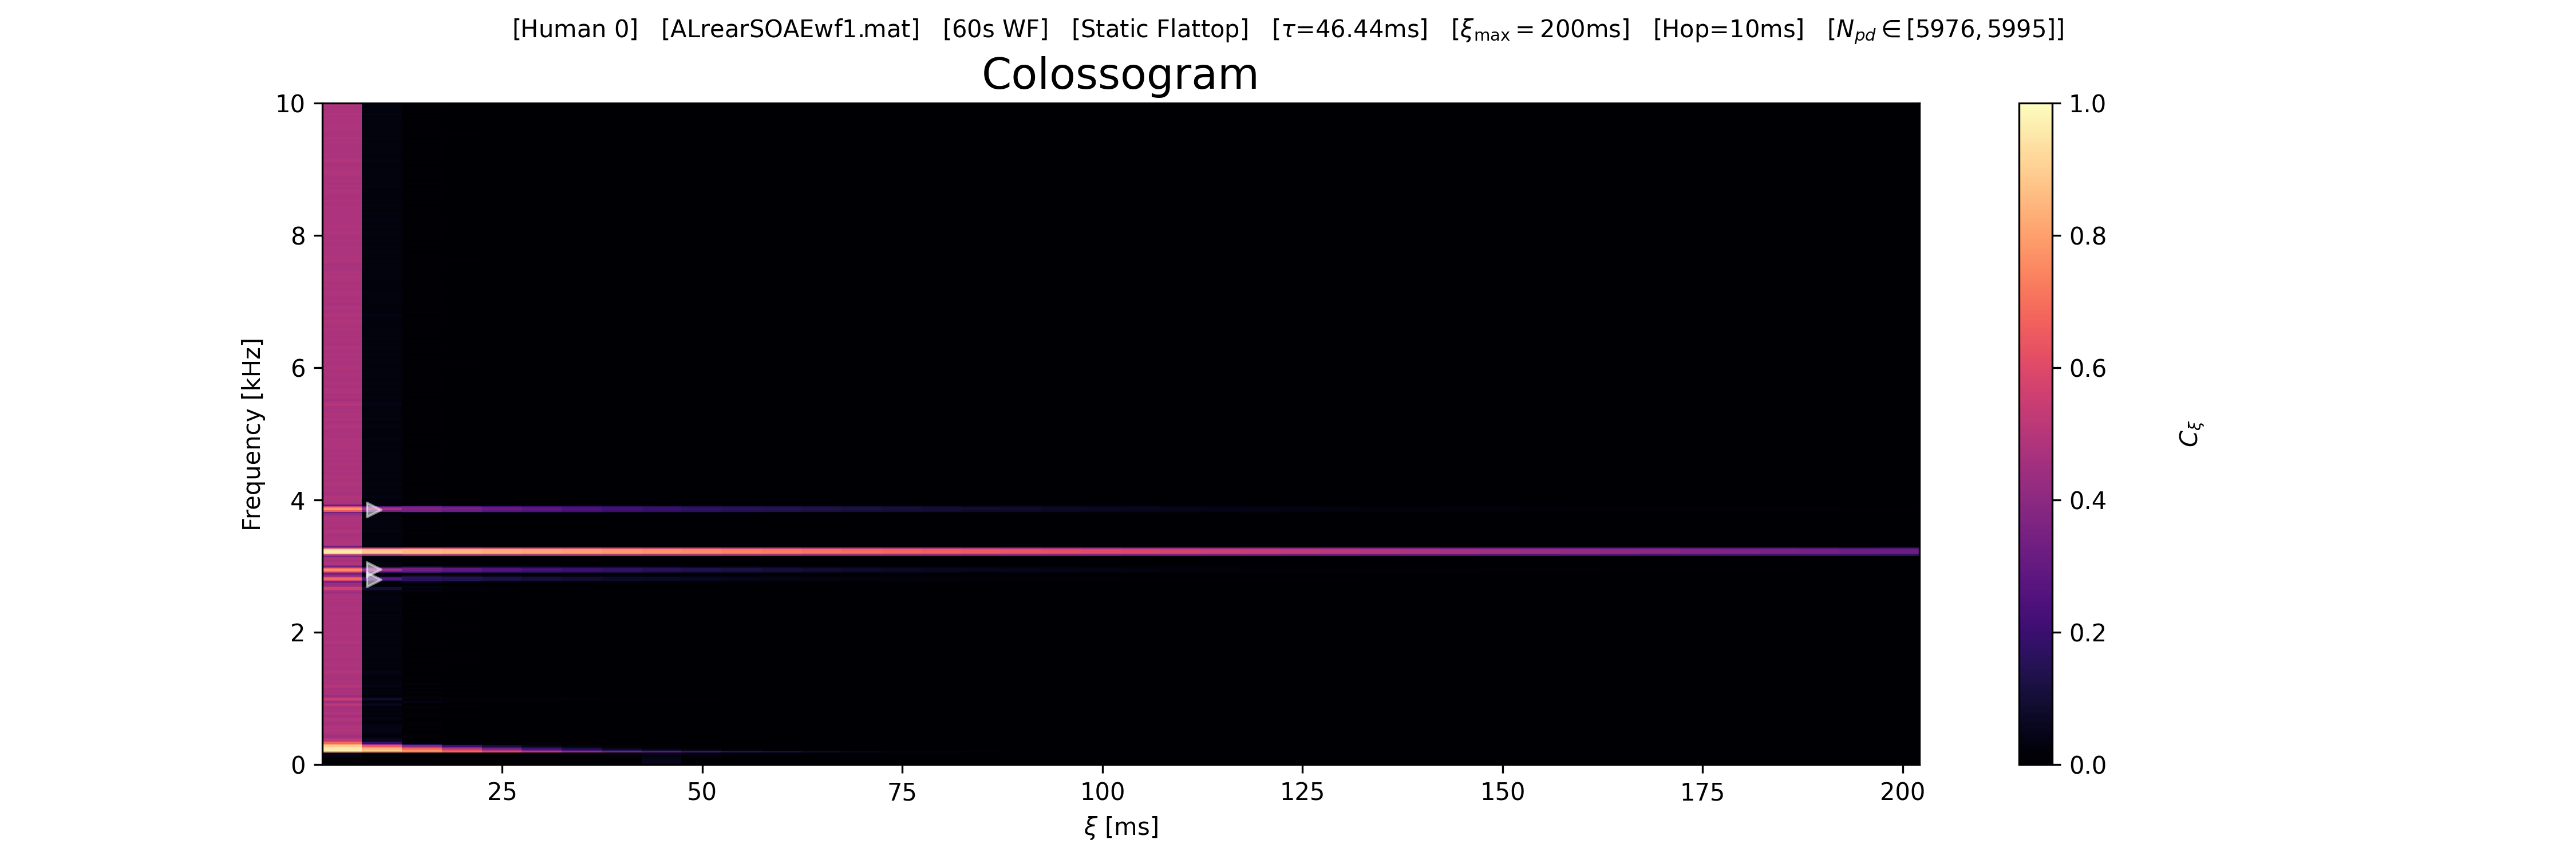 [Human 0] [ALrearSOAEwf1.mat] [60s WF] [Static Flattop] [τ=46.44ms] [ξmax = 200ms] [Hop=10ms] [Npd ∈ [5976, 5995]]
Colossogram
10
8
6
4
2
0
Frequency [kHz]
25 50 75 100 125 150 175 200
ξ [ms]
1.0
0.8
0.6
0.4
0.2
0.0
Cξ